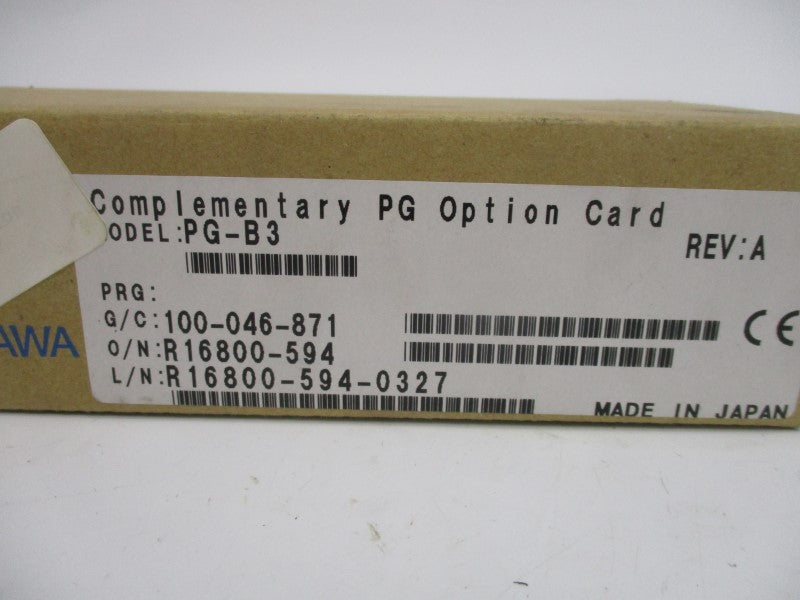 Complementary PG Option Card
ODEL:PG-B3
REV:A
PRG:
G/C:100-046-871
CE
AWA
O/N:R16800-594
L/N:R16800-594-0327
MADE IN JAPAN